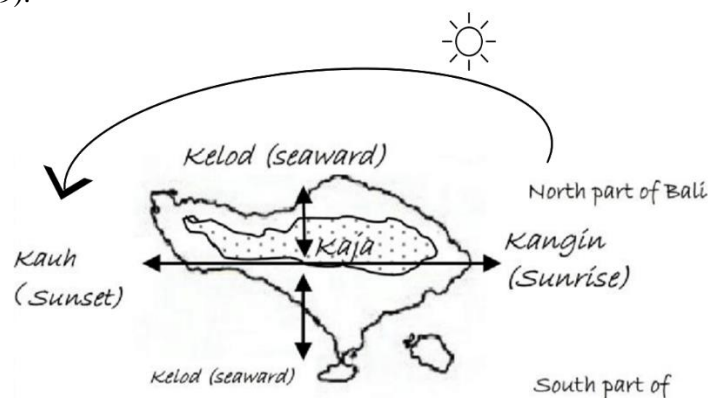 Kelod (seaward)
North part of Bali
Kaja
Kangin
(Sunrise)
Kauh
(Sunset)
Kelod (seaward)
South part of